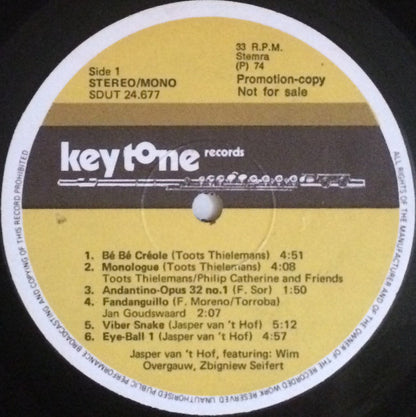 Side 1
STEREO/MONO
SDUT 24.677
33 R.P.M.
Stemra
(P) 74
Promotion-copy
Not for sale
keytone records
1. Bé Bé Créole (Toots Thielemans) 4:51
2. Monologue (Toots Thielemans) 4:08
Toots Thielemans/Philip Catherine and Friends
3. Andantino-Opus 32 no.1 (F. Sor) 1:50
4. Fandanguillo (F. Moreno/Torroba)
Jan Goudswaard 2:07
5. Viber Snake (Jasper van 't Hof) 5:12
6. Eye-Ball 1 (Jasper van 't Hof) 4:57
Jasper van 't Hof, featuring: Wim
Overgauw, Zbigniew Seifert
ALL RIGHTS OF THE MANUFACTURER AND OF THE OWNER OF THE RECORDED WORK RESERVED UNAUTHORISED PUBLIC PERFORMANCE BROADCASTING AND COPYING OF THIS RECORD PROHIBITED